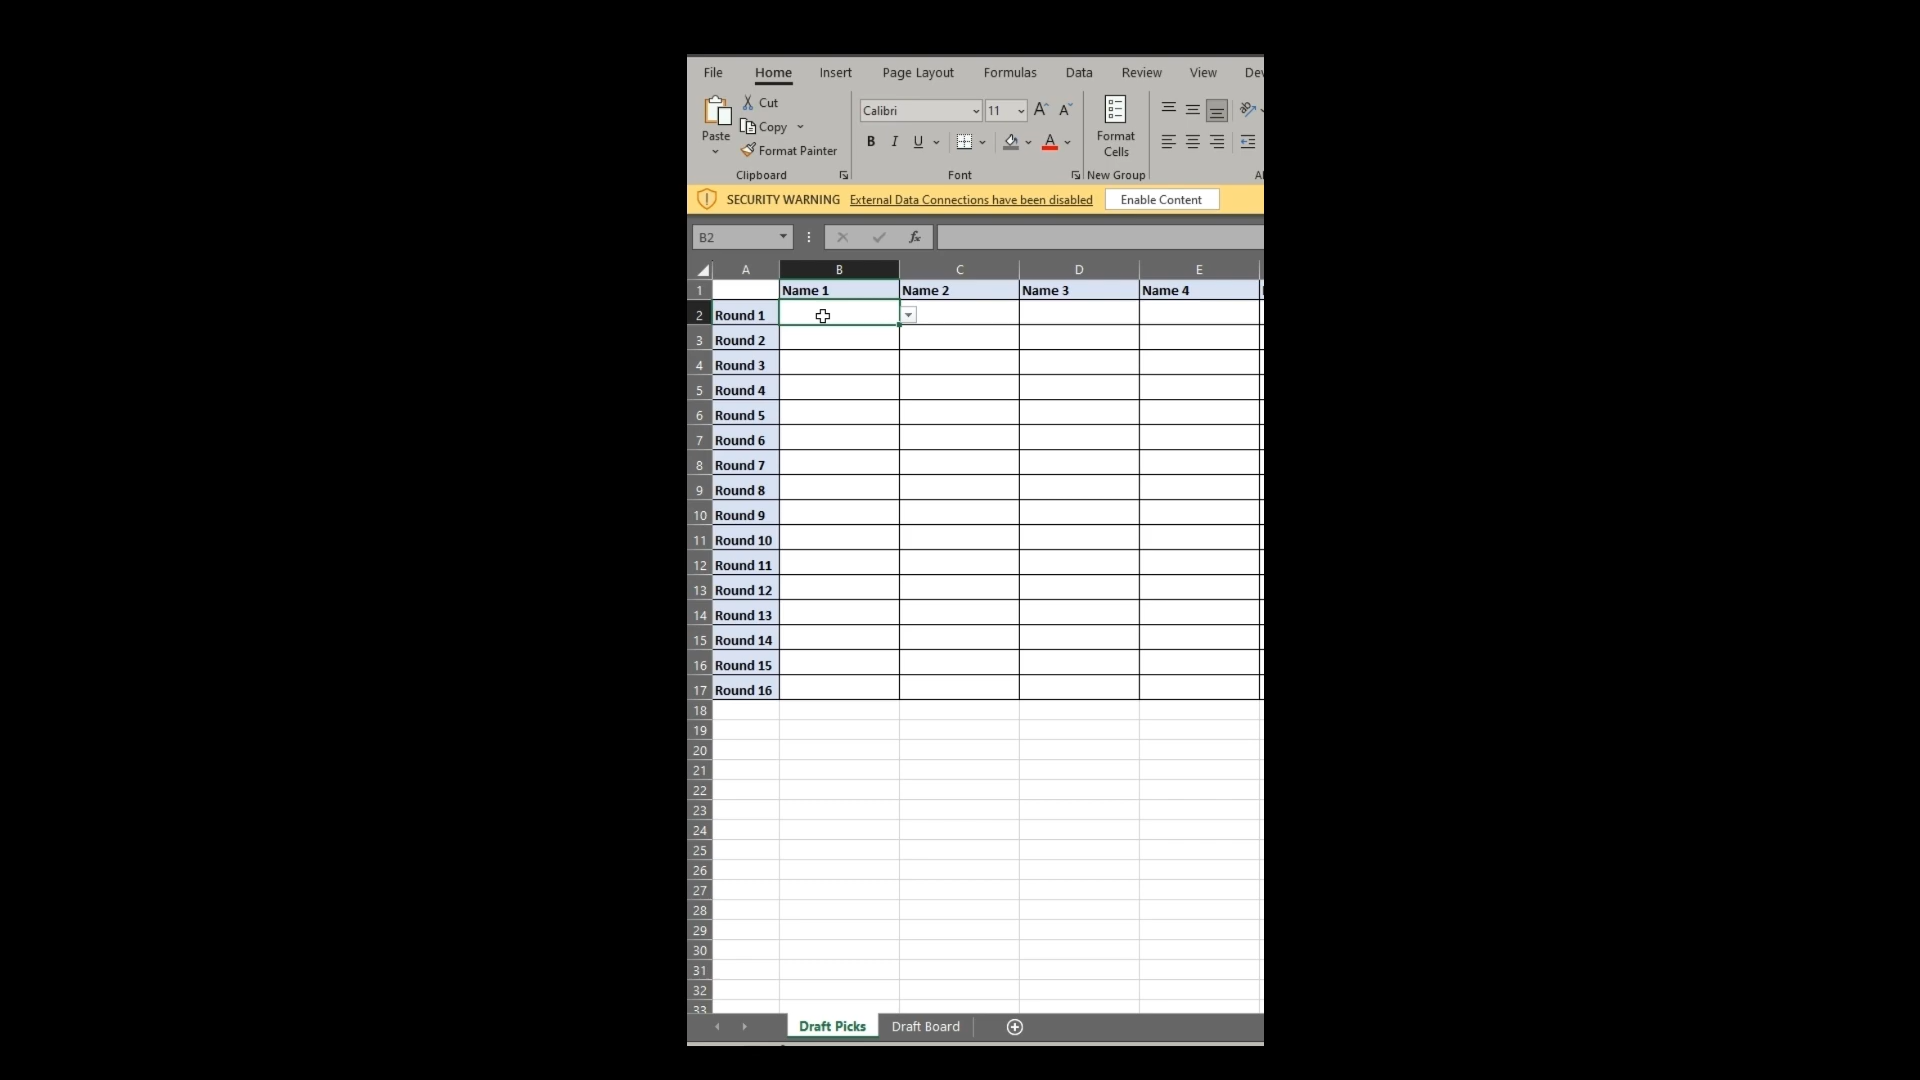 File Home Insert Page Layout Formulas Data Review View
Cut
Copy
Format Painter
Paste
Clipboard
Calibri 11
B I U
Font
Format
Cells
New Group
SECURITY WARNING External Data Connections have been disabled Enable Content
B2 fx
A B C D E
1 Name 1 Name 2 Name 3 Name 4
2 Round 1
3 Round 2
4 Round 3
5 Round 4
6 Round 5
7 Round 6
8 Round 7
9 Round 8
10 Round 9
11 Round 10
12 Round 11
13 Round 12
14 Round 13
15 Round 14
16 Round 15
17 Round 16
18
19
20
21
22
23
24
25
26
27
28
29
30
31
32
33
Draft Picks Draft Board